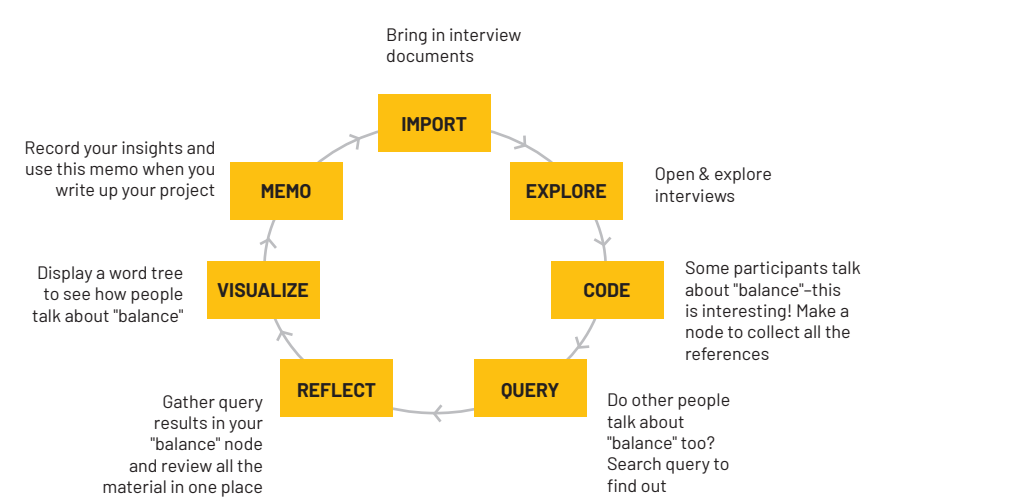 Bring in interview
documents
IMPORT
EXPLORE
Open & explore
interviews
CODE
Some participants talk
about "balance"–this
is interesting! Make a
node to collect all the
references
QUERY
Do other people
talk about
"balance" too?
Search query to
find out
REFLECT
Gather query
results in your
"balance" node
and review all the
material in one place
VISUALIZE
Display a word tree
to see how people
talk about "balance"
MEMO
Record your insights and
use this memo when you
write up your project